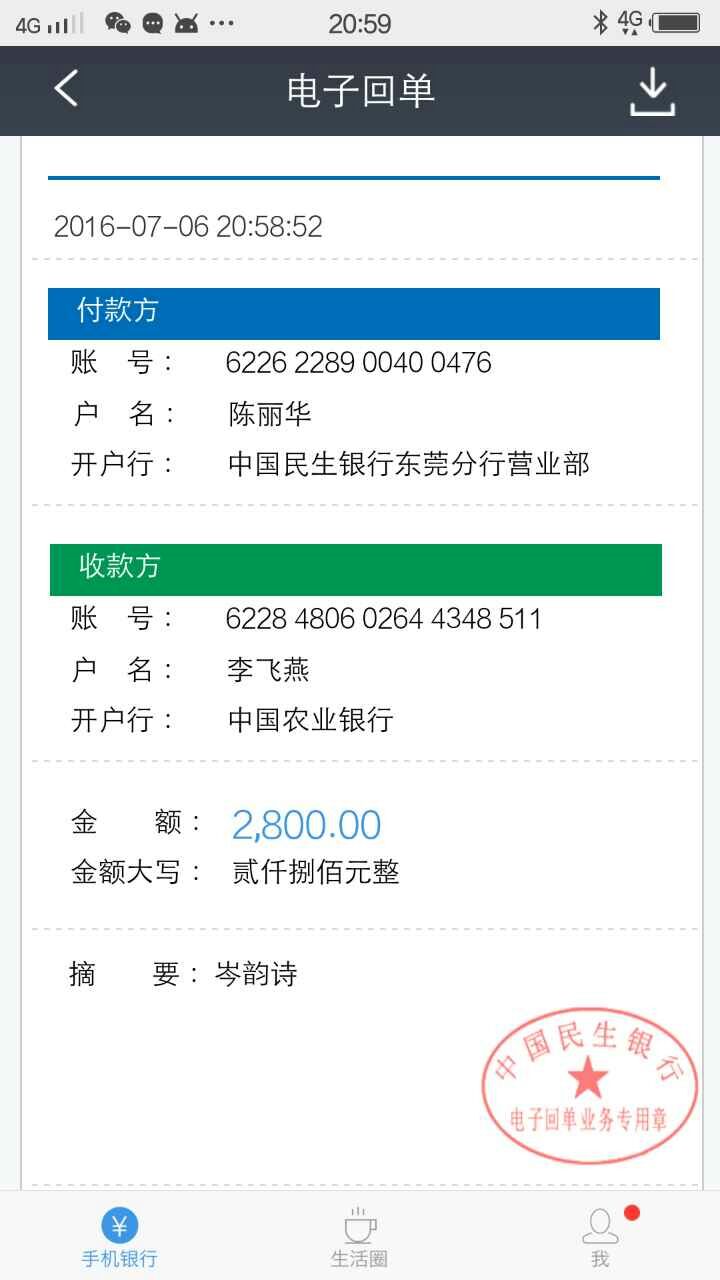 4G 20:59 4G
电子回单
2016-07-06 20:58:52
付款方
账 号： 6226 2289 0040 0476
户 名： 陈丽华
开户行： 中国民生银行东莞分行营业部
收款方
账 号： 6228 4806 0264 4348 511
户 名： 李飞燕
开户行： 中国农业银行
金 额： 2,800.00
金额大写： 贰仟捌佰元整
摘 要： 岑韵诗
中国民生银行
电子回单业务专用章
¥
手机银行 生活圈 我